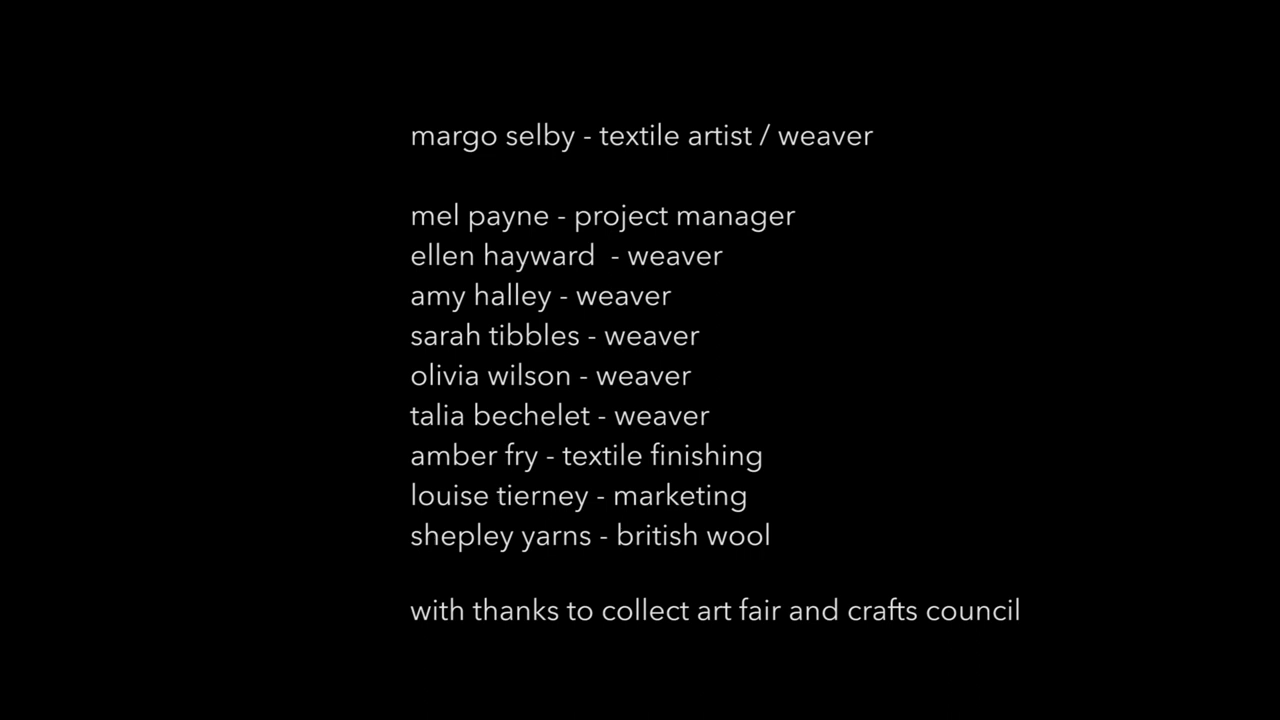 margo selby - textile artist / weaver
mel payne - project manager
ellen hayward  - weaver
amy halley - weaver
sarah tibbles - weaver
olivia wilson - weaver
talia bechelet - weaver
amber fry - textile finishing
louise tierney - marketing
shepley yarns - british wool
with thanks to collect art fair and crafts council